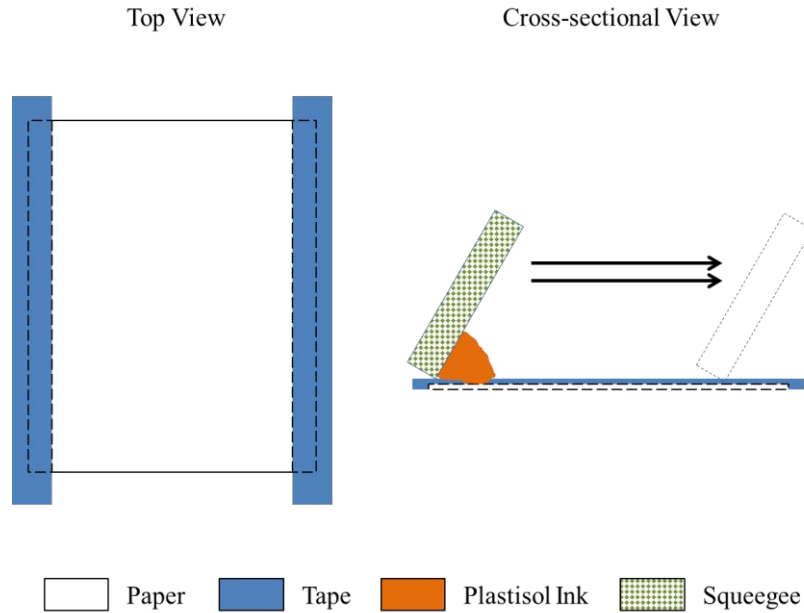 Top View
Cross-sectional View
Paper
Tape
Plastisol Ink
Squeegee